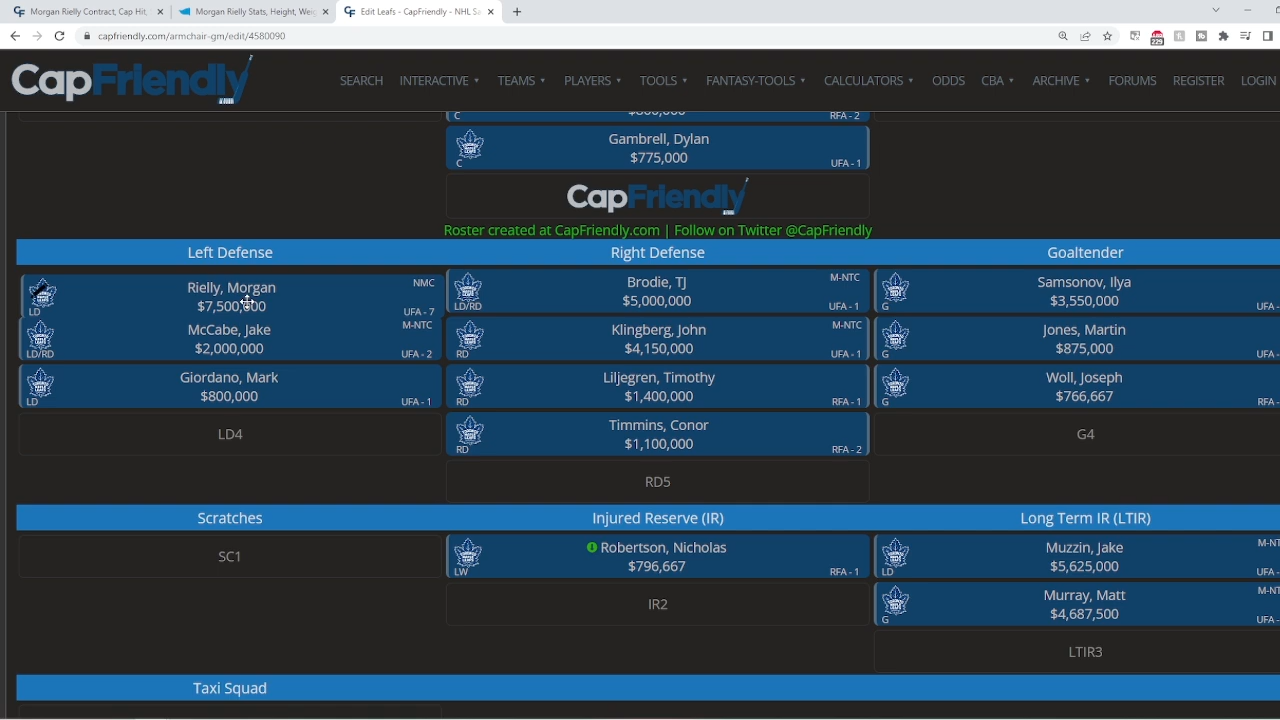 Morgan Rielly Contract, Cap Hit,
Morgan Rielly Stats, Height, Weig
Edit Leafs - CapFriendly - NHL Sa
capfriendly.com/armchair-gm/edit/4580090
229
CapFriendly
SEARCH INTERACTIVE TEAMS PLAYERS TOOLS FANTASY-TOOLS CALCULATORS ODDS CBA ARCHIVE FORUMS REGISTER LOGIN
C RFA - 2
Gambrell, Dylan
$775,000
C UFA - 1
CapFriendly
Roster created at CapFriendly.com | Follow on Twitter @CapFriendly
Left Defense Right Defense Goaltender
Rielly, Morgan NMC
$7,500,000
LD UFA - 7
Brodie, TJ M-NTC
$5,000,000
LD/RD UFA - 1
Samsonov, Ilya
$3,550,000
G UFA -
McCabe, Jake M-NTC
$2,000,000
LD/RD UFA - 2
Klingberg, John M-NTC
$4,150,000
RD UFA - 1
Jones, Martin
$875,000
G UFA -
Giordano, Mark
$800,000
LD UFA - 1
Liljegren, Timothy
$1,400,000
RD RFA - 1
Woll, Joseph
$766,667
G RFA -
LD4
Timmins, Conor
$1,100,000
RD RFA - 2
G4
RD5
Scratches Injured Reserve (IR) Long Term IR (LTIR)
SC1
Robertson, Nicholas
$796,667
LW RFA - 1
Muzzin, Jake M-NT
$5,625,000
LD UFA -
IR2
Murray, Matt M-NT
$4,687,500
G UFA -
LTIR3
Taxi Squad